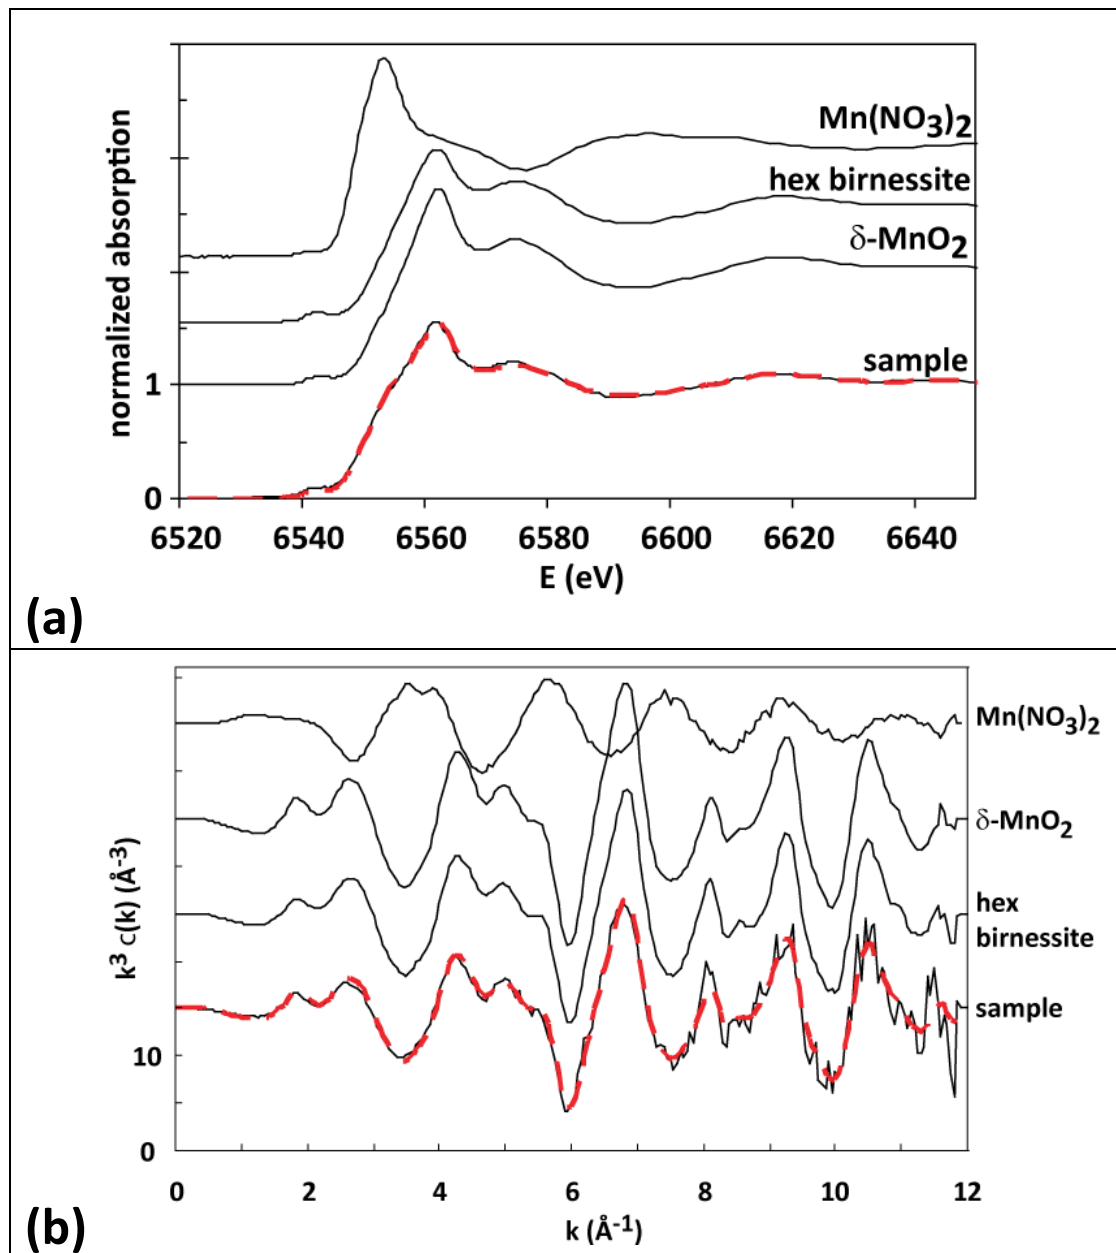 normalized absorption
Mn(NO3)2
hex birnessite
δ-MnO2
sample
1
0
6520 6540 6560 6580 6600 6620 6640
E (eV)
(a)
k3 c(k) (Å-3)
Mn(NO3)2
δ-MnO2
hex
birnessite
sample
10
0
0 2 4 6 8 10 12
k (Å-1)
(b)